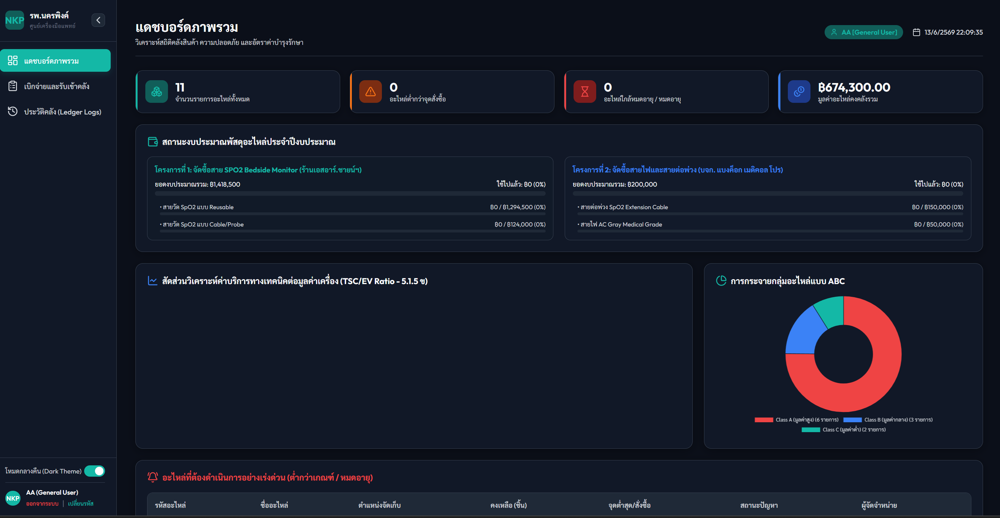 NKP
รพ.นครพิงค์
ศูนย์เครื่องมือแพทย์
แดชบอร์ดภาพรวม
เบิกจ่ายและรับเข้าคลัง
ประวัติคลัง (Ledger Logs)
โหมดกลางคืน (Dark Theme)
NKP
AA (General User)
ออกจากระบบ | เปลี่ยนรหัส
แดชบอร์ดภาพรวม
วิเคราะห์สถิติคลังสินค้า ความปลอดภัย และอัตราค่าบำรุงรักษา
AA [General User]
13/6/2569 22:09:35
11
จำนวนรายการอะไหล่ทั้งหมด
0
อะไหล่ต่ำกว่าจุดสั่งซื้อ
0
อะไหล่ใกล้หมดอายุ / หมดอายุ
฿674,300.00
มูลค่าอะไหล่คงคลังรวม
สถานะงบประมาณพัสดุอะไหล่ประจำปีงบประมาณ
โครงการที่ 1: จัดซื้อสาย SPO2 Bedside Monitor (ร้านเอสอาร์.ชายน์ฯ)
ยอดงบประมาณรวม: ฿1,418,500 ใช้ไปแล้ว: ฿0 (0%)
• สายวัด SpO2 แบบ Reusable ฿0 / ฿1,294,500 (0%)
• สายวัด SpO2 แบบ Cable/Probe ฿0 / ฿124,000 (0%)
โครงการที่ 2: จัดซื้อสายไฟและสายต่อพ่วง (บจก. แบงค็อก เมดิคอล โปร)
ยอดงบประมาณรวม: ฿200,000 ใช้ไปแล้ว: ฿0 (0%)
• สายต่อพ่วง SpO2 Extension Cable ฿0 / ฿150,000 (0%)
• สายไฟ AC Gray Medical Grade ฿0 / ฿50,000 (0%)
สัดส่วนวิเคราะห์ค่าบริการทางเทคนิคต่อมูลค่าเครื่อง (TSC/EV Ratio - 5.1.5 ข)
การกระจายกลุ่มอะไหล่แบบ ABC
Class A (มูลค่าสูง) (6 รายการ) Class B (มูลค่ากลาง) (3 รายการ)
Class C (มูลค่าต่ำ) (2 รายการ)
อะไหล่ที่ต้องดำเนินการอย่างเร่งด่วน (ต่ำกว่าเกณฑ์ / หมดอายุ)
รหัสอะไหล่ ชื่ออะไหล่ ตำแหน่งจัดเก็บ คงเหลือ (ชิ้น) จุดต่ำสุด/สั่งซื้อ สถานะปัญหา ผู้จัดจำหน่าย